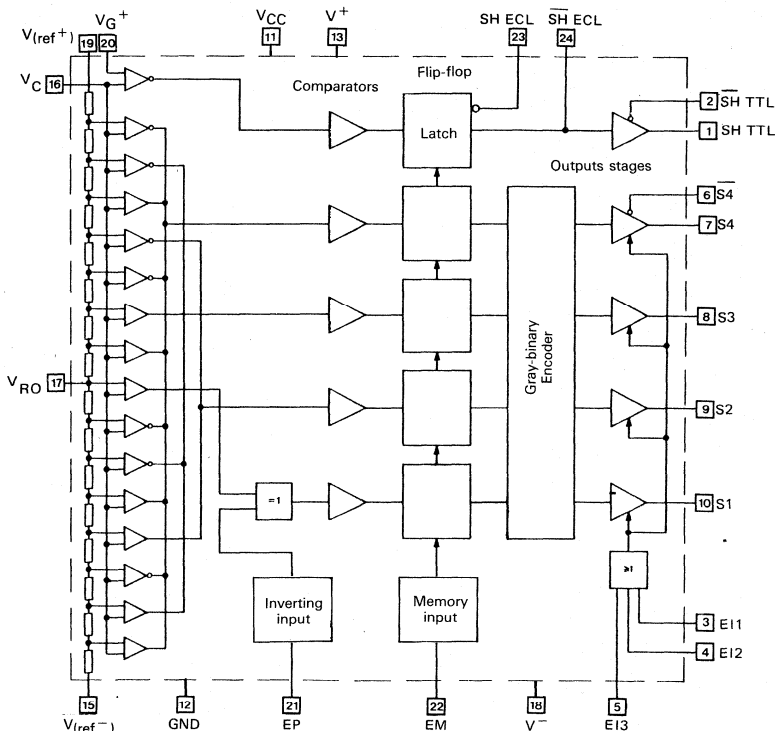 V(ref+) VG+ VCC V+ SH ECL S̅H̅ ECL
19 20 11 13 23 24
VC 16
Comparators
Flip-flop
Latch
2 S̅H̅ TTL
1 SH TTL
Outputs stages
6 S̅4̅
7 S4
Gray-binary
Encoder
8 S3
VRO 17
9 S2
=1
10 S1
≥1
Inverting
input
Memory
input
3 EI1
4 EI2
15 12 21 22 18 5
V(ref−) GND EP EM V− EI3